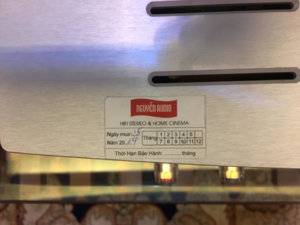 NGUYỄN AUDIO
HIFI STEREO & HOME CINEMA
Ngày mua Tháng 1 2 3 4 5 6
Năm 20 7 8 9 10 11 12
Thời Hạn Bảo Hành ............ tháng